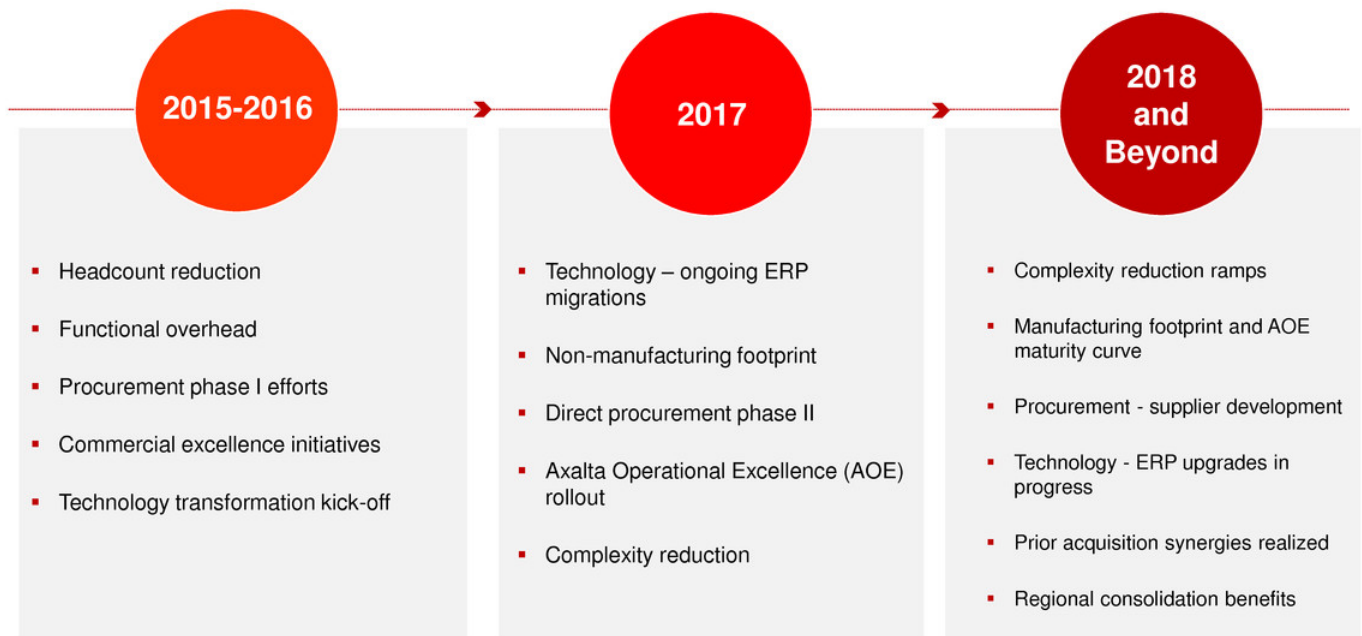 2015-2016
Headcount reduction
Functional overhead
Procurement phase I efforts
Commercial excellence initiatives
Technology transformation kick-off
2017
Technology – ongoing ERP
migrations
Non-manufacturing footprint
Direct procurement phase II
Axalta Operational Excellence (AOE)
rollout
Complexity reduction
2018
and
Beyond
Complexity reduction ramps
Manufacturing footprint and AOE
maturity curve
Procurement - supplier development
Technology - ERP upgrades in
progress
Prior acquisition synergies realized
Regional consolidation benefits